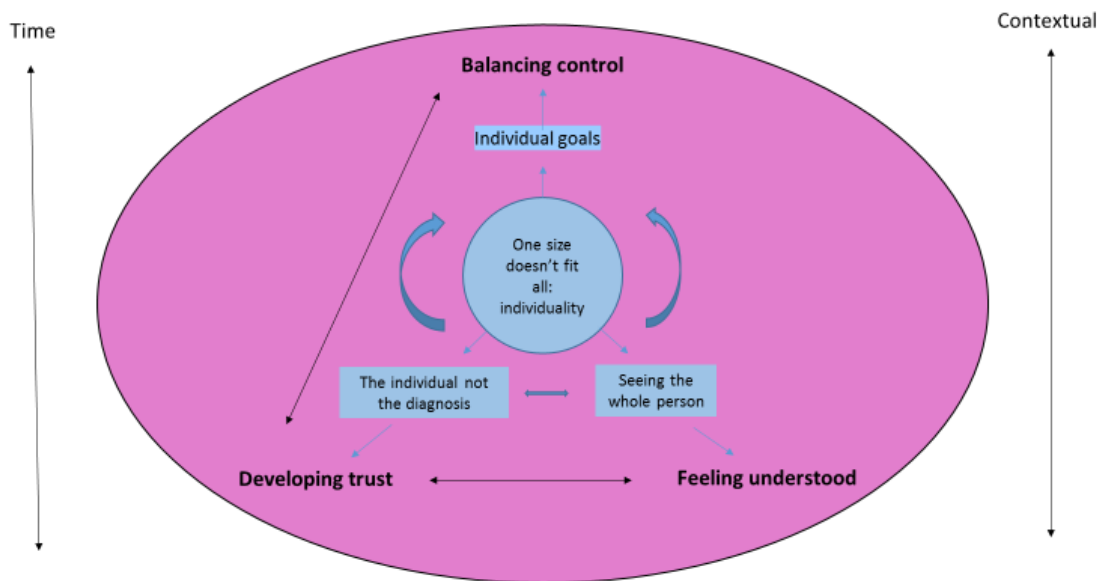 Time
Contextual
Balancing control
Individual goals
One size
doesn't fit
all:
individuality
The individual not
the diagnosis
Seeing the
whole person
Developing trust
Feeling understood